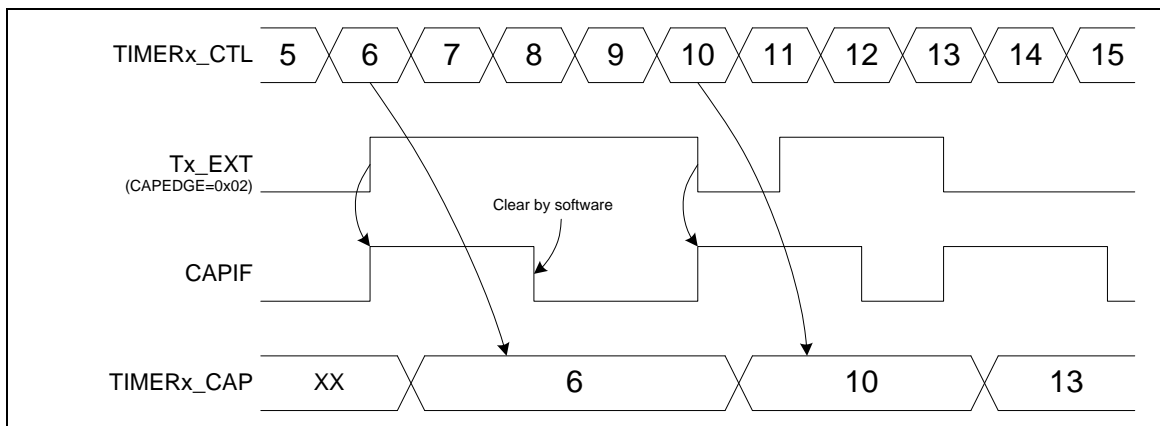 TIMERx_CTL 5 6 7 8 9 10 11 12 13 14 15
Tx_EXT
(CAPEDGE=0x02)
Clear by software
CAPIF
TIMERx_CAP XX 6 10 13